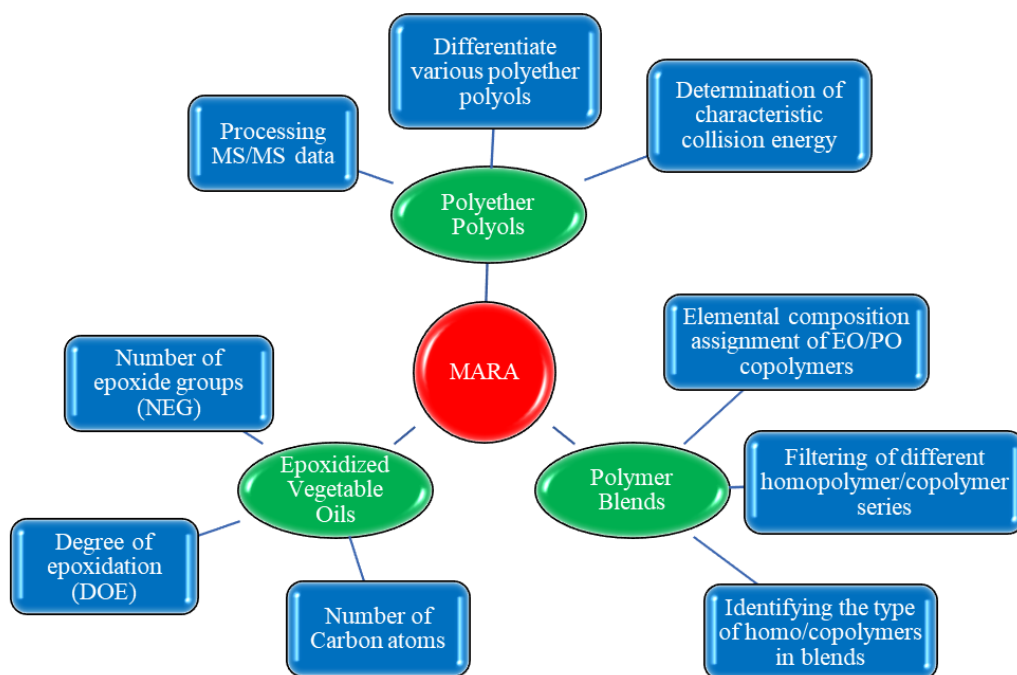 Differentiate
various polyether
polyols
Processing
MS/MS data
Determination of
characteristic
collision energy
Polyether
Polyols
MARA
Number of
epoxide groups
(NEG)
Elemental composition
assignment of EO/PO
copolymers
Epoxidized
Vegetable
Oils
Polymer
Blends
Filtering of different
homopolymer/copolymer
series
Degree of
epoxidation
(DOE)
Number of
Carbon atoms
Identifying the type
of homo/copolymers
in blends